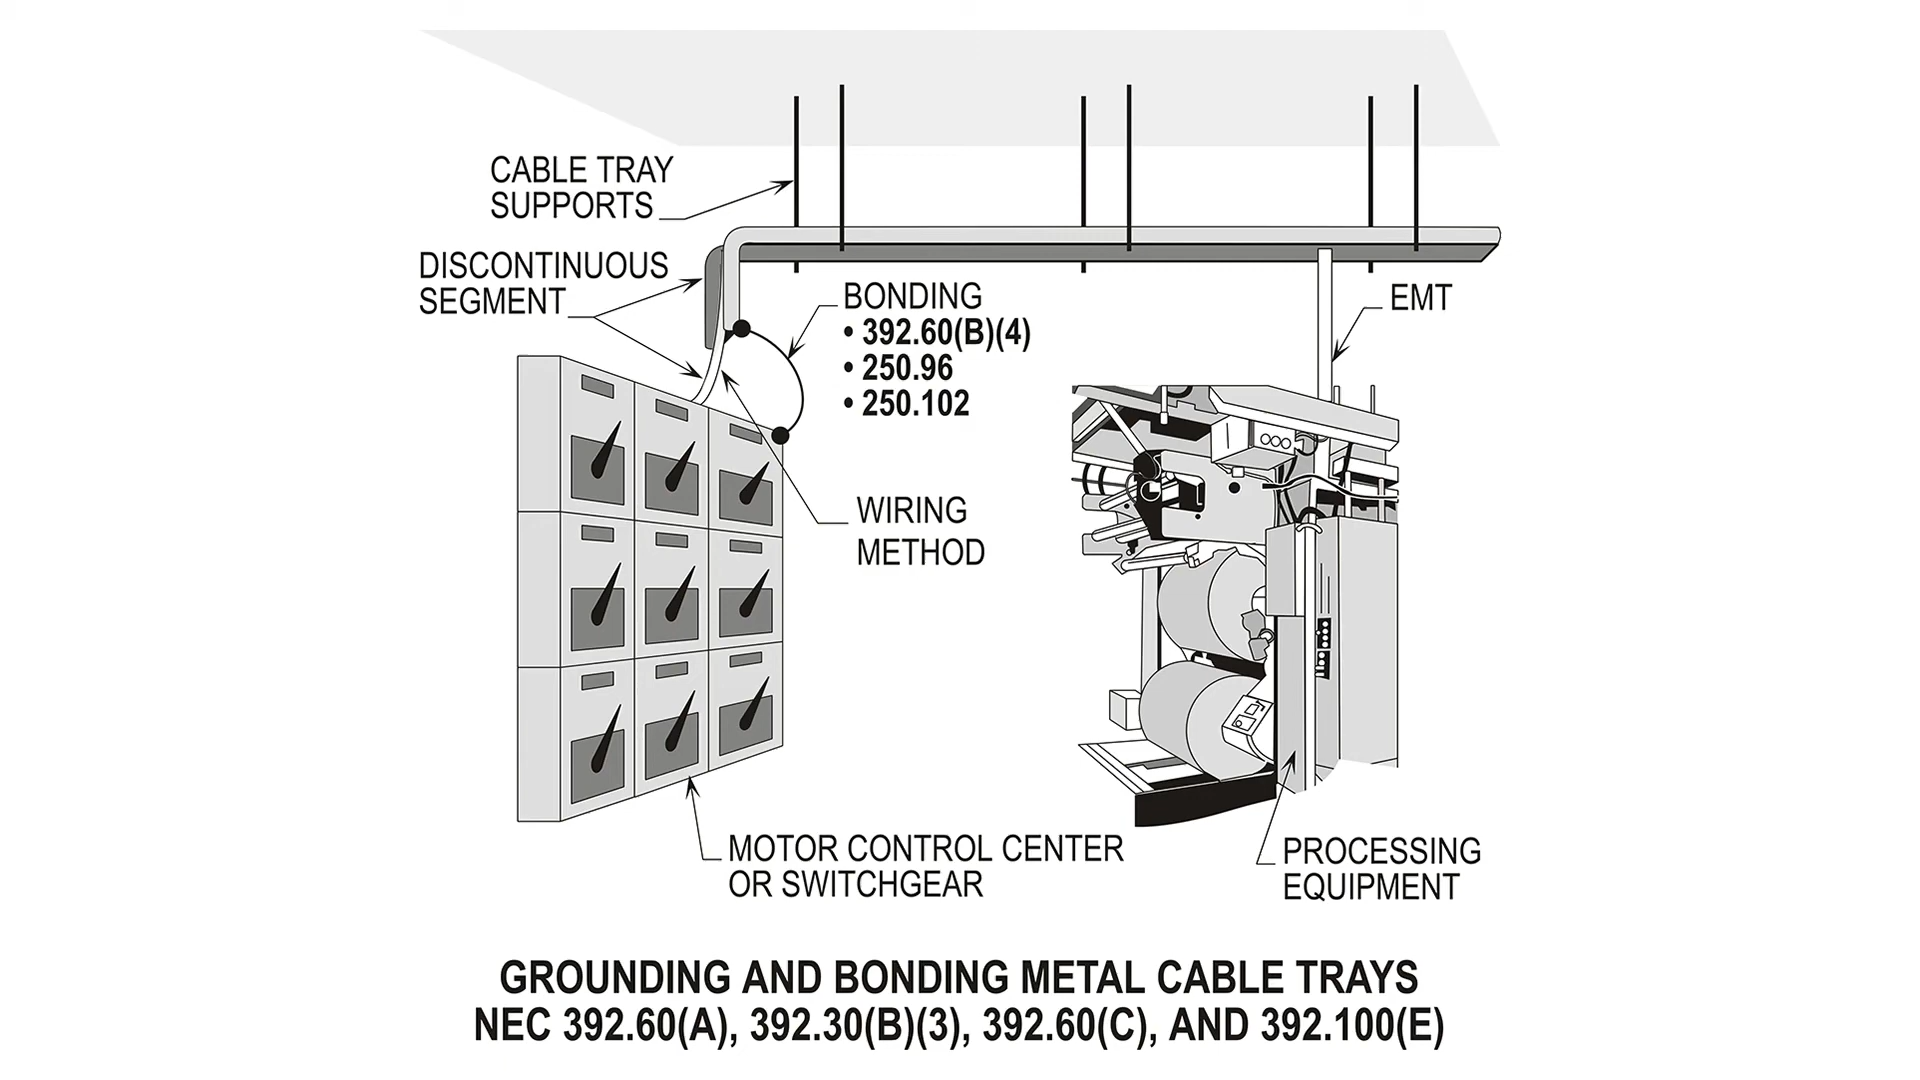 CABLE TRAY
SUPPORTS
DISCONTINUOUS
SEGMENT
BONDING
• 392.60(B)(4)
• 250.96
• 250.102
EMT
WIRING
METHOD
MOTOR CONTROL CENTER
OR SWITCHGEAR
PROCESSING
EQUIPMENT
GROUNDING AND BONDING METAL CABLE TRAYS
NEC 392.60(A), 392.30(B)(3), 392.60(C), AND 392.100(E)